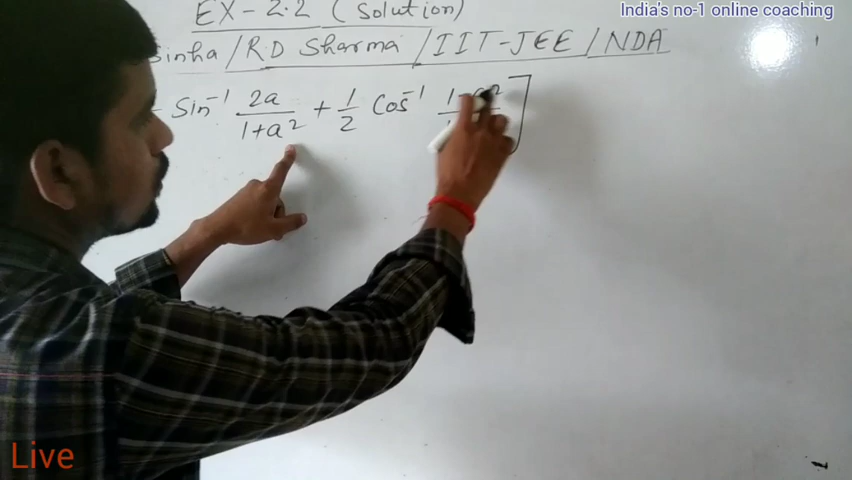 India's no-1 online coaching
EX-2.2 (Solution)
Sinha/R.D Sharma/IIT-JEE/NDA
Sin⁻¹ 2a/1+a² + 1/2 Cos⁻¹ ]
Live